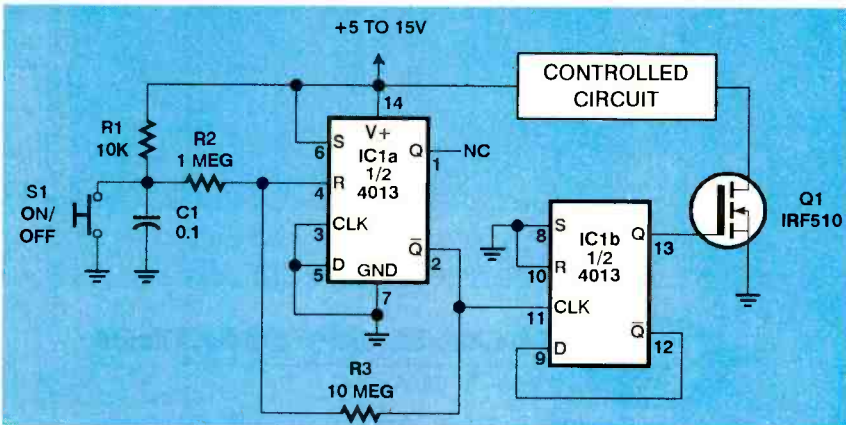 +5 TO 15V
CONTROLLED
CIRCUIT
14
R1
10K
R2
1 MEG
S
6
V+
IC1a
1/2
4013
Q
1
NC
R
4
CLK
3
D
5
GND
7
Q̅
2
S1
ON/
OFF
C1
0.1
S
8
IC1b
1/2
4013
Q
13
R
10
CLK
11
D
9
Q̅
12
Q1
IRF510
R3
10 MEG